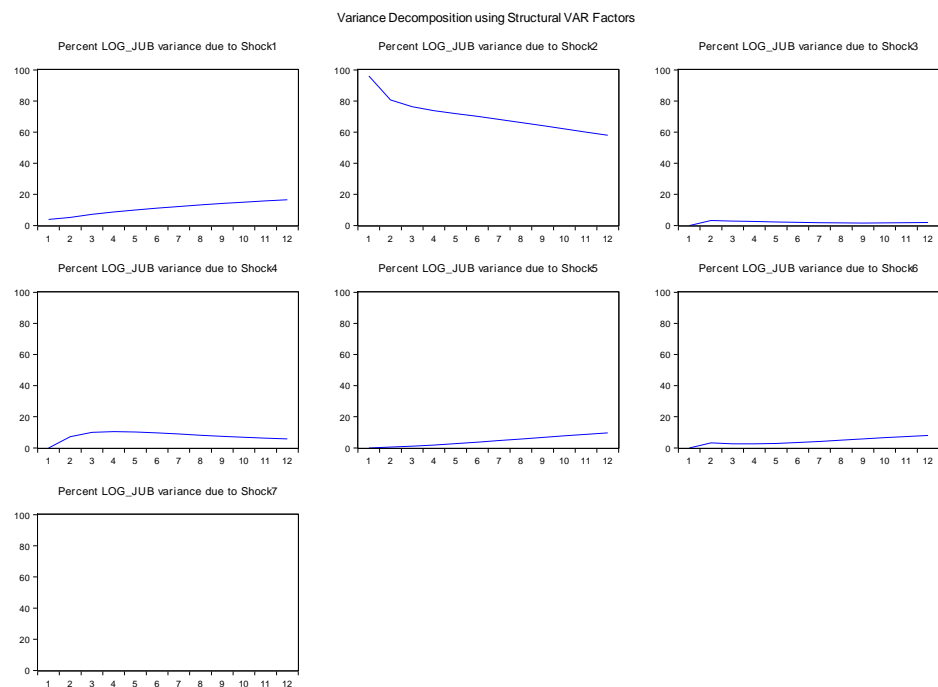 Variance Decomposition using Structural VAR Factors
Percent LOG_JUB variance due to Shock1
100
80
60
40
20
0
1 2 3 4 5 6 7 8 9 10 11 12
Percent LOG_JUB variance due to Shock2
100
80
60
40
20
0
1 2 3 4 5 6 7 8 9 10 11 12
Percent LOG_JUB variance due to Shock3
100
80
60
40
20
0
1 2 3 4 5 6 7 8 9 10 11 12
Percent LOG_JUB variance due to Shock4
100
80
60
40
20
0
1 2 3 4 5 6 7 8 9 10 11 12
Percent LOG_JUB variance due to Shock5
100
80
60
40
20
0
1 2 3 4 5 6 7 8 9 10 11 12
Percent LOG_JUB variance due to Shock6
100
80
60
40
20
0
1 2 3 4 5 6 7 8 9 10 11 12
Percent LOG_JUB variance due to Shock7
100
80
60
40
20
0
1 2 3 4 5 6 7 8 9 10 11 12